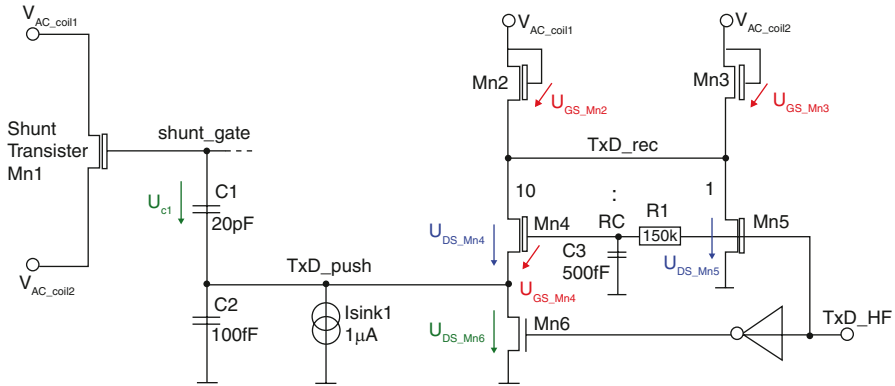 V_AC_coil1
V_AC_coil1
V_AC_coil2
Mn2
Mn3
U_GS_Mn2
U_GS_Mn3
Shunt
Transister
Mn1
shunt_gate
TxD_rec
U_c1
C1
20pF
10
:
1
U_DS_Mn4
Mn4
RC
R1
150k
Mn5
C3
500fF
U_DS_Mn5
V_AC_coil2
TxD_push
U_GS_Mn4
C2
100fF
Isink1
1µA
U_DS_Mn6
Mn6
TxD_HF